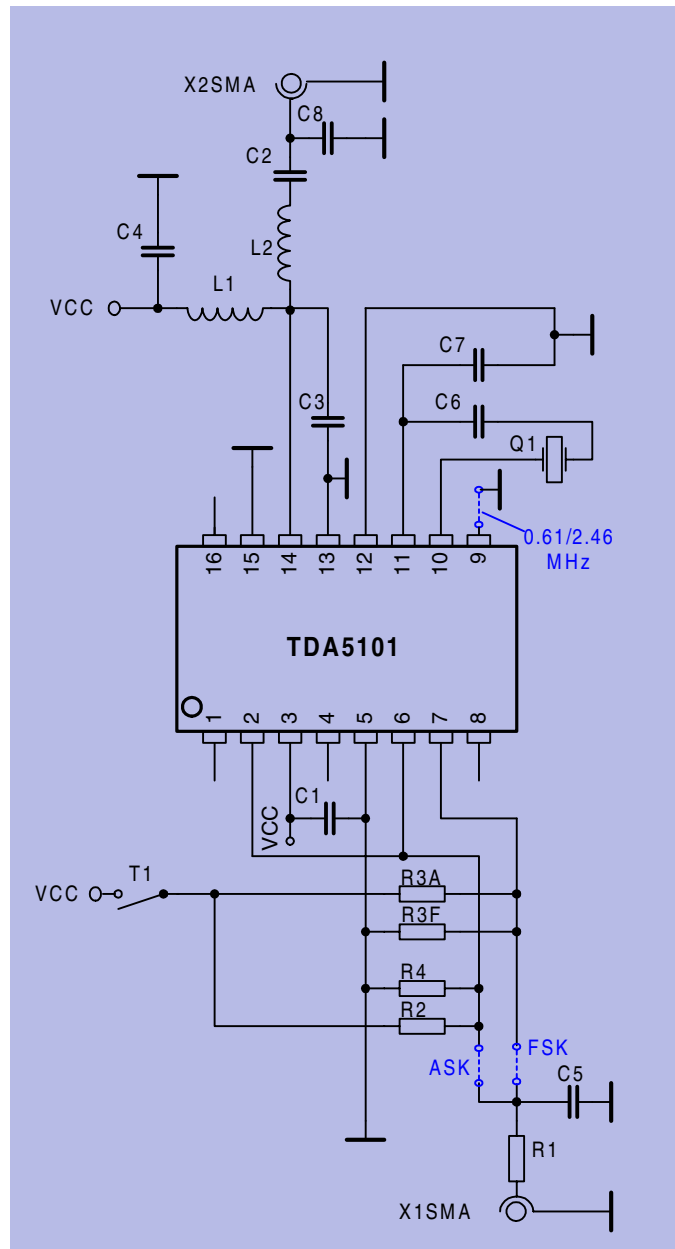 X2SMA
C8
C2
C4
L2
L1
VCC
C7
C3
C6
Q1
0.61/2.46
MHz
16 15 14 13 12 11 10 9
TDA5101
1 2 3 4 5 6 7 8
C1
VCC
T1
VCC
R3A
R3F
R4
R2
FSK
ASK
C5
R1
X1SMA